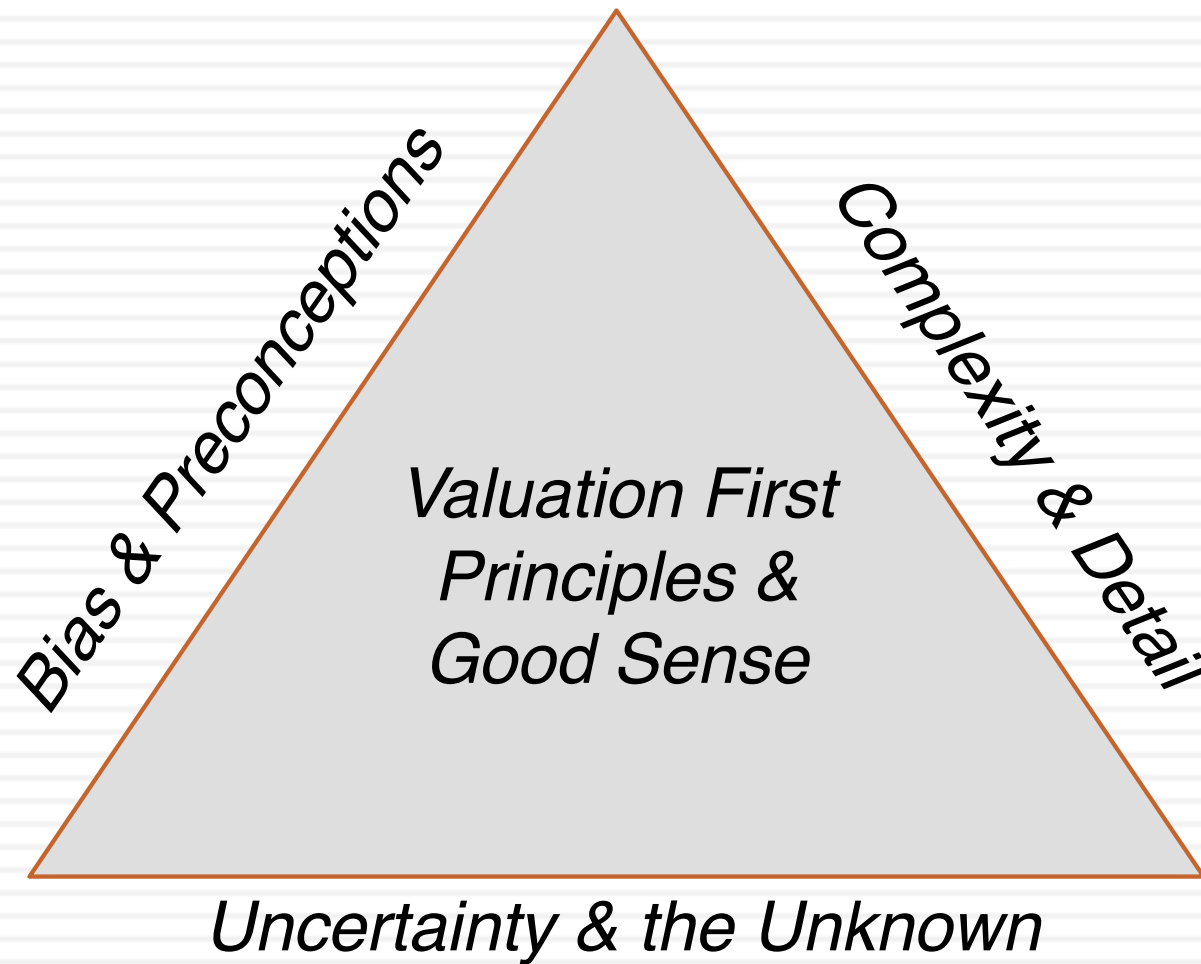 Bias & Preconceptions
Complexity & Detail
Valuation First
Principles &
Good Sense
Uncertainty & the Unknown